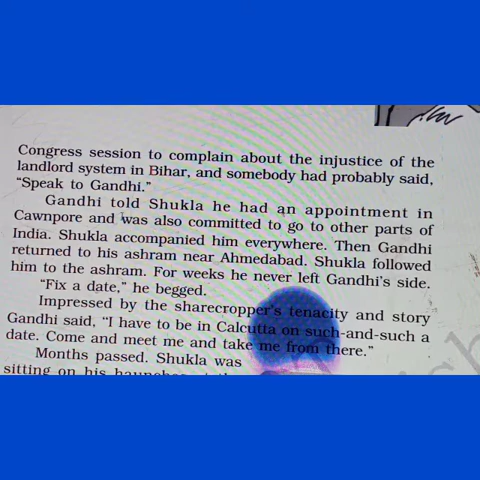 Congress session to complain about the injustice of the
landlord system in Bihar, and somebody had probably said,
“Speak to Gandhi.”
Gandhi told Shukla he had an appointment in
Cawnpore and was also committed to go to other parts of
India. Shukla accompanied him everywhere. Then Gandhi
returned to his ashram near Ahmedabad. Shukla followed
him to the ashram. For weeks he never left Gandhi’s side.
“Fix a date,” he begged.
Impressed by the sharecropper’s tenacity and story
Gandhi said, “I have to be in Calcutta on such-and-such a
date. Come and meet me and take me from there.”
Months passed. Shukla was
sitting on his haunches